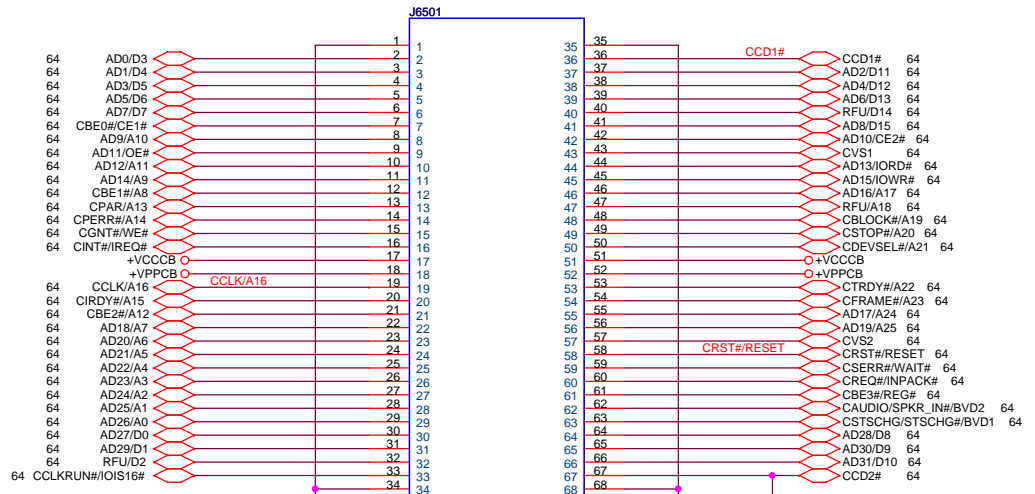 J6501
1 1 35 35
64 AD0/D3 2 2 36 36 CCD1# CCD1# 64
64 AD1/D4 3 3 37 37 AD2/D11 64
64 AD3/D5 4 4 38 38 AD4/D12 64
64 AD5/D6 5 5 39 39 AD6/D13 64
64 AD7/D7 6 6 40 40 RFU/D14 64
64 CBE0#/CE1# 7 7 41 41 AD8/D15 64
64 AD9/A10 8 8 42 42 AD10/CE2# 64
64 AD11/OE# 9 9 43 43 CVS1 64
64 AD12/A11 10 10 44 44 AD13/IORD# 64
64 AD14/A9 11 11 45 45 AD15/IOWR# 64
64 CBE1#/A8 12 12 46 46 AD16/A17 64
64 CPAR/A13 13 13 47 47 RFU/A18 64
64 CPERR#/A14 14 14 48 48 CBLOCK#/A19 64
64 CGNT#/WE# 15 15 49 49 CSTOP#/A20 64
64 CINT#/IREQ# 16 16 50 50 CDEVSEL#/A21 64
+VCCCB 17 17 51 51 +VCCCB
+VPPCB 18 18 52 52 +VPPCB
64 CCLK/A16 CCLK/A16 19 19 53 53 CTRDY#/A22 64
64 CIRDY#/A15 20 20 54 54 CFRAME#/A23 64
64 CBE2#/A12 21 21 55 55 AD17/A24 64
64 AD18/A7 22 22 56 56 AD19/A25 64
64 AD20/A6 23 23 57 57 CVS2 64
64 AD21/A5 24 24 58 58 CRST#/RESET CRST#/RESET 64
64 AD22/A4 25 25 59 59 CSERR#/WAIT# 64
64 AD23/A3 26 26 60 60 CREQ#/INPACK# 64
64 AD24/A2 27 27 61 61 CBE3#/REG# 64
64 AD25/A1 28 28 62 62 CAUDIO/SPKR_IN#/BVD2 64
64 AD26/A0 29 29 63 63 CSTSCHG/STSCHG#/BVD1 64
64 AD27/D0 30 30 64 64 AD28/D8 64
64 AD29/D1 31 31 65 65 AD30/D9 64
64 RFU/D2 32 32 66 66 AD31/D10 64
64 CCLKRUN#/IOIS16# 33 33 67 67 CCD2# 64
34 34 68 68